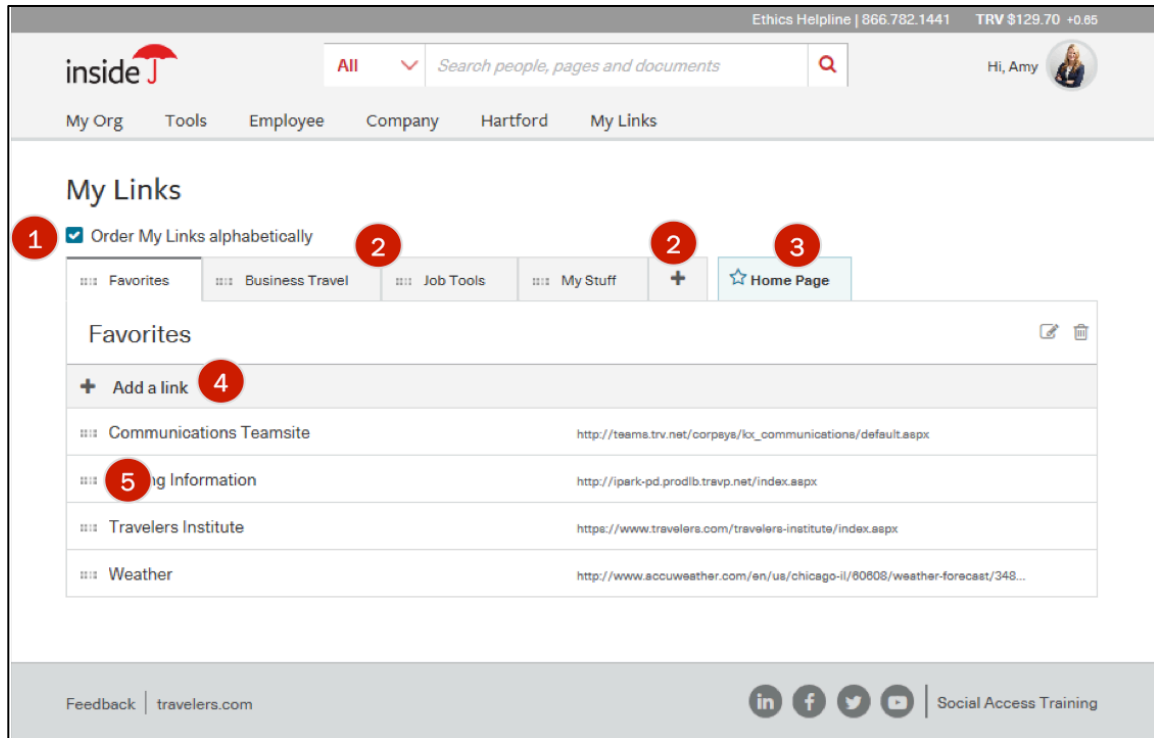 Ethics Helpline | 866.782.1441 TRV $129.70 +0.65
inside
All Search people, pages and documents
Hi, Amy
My Org Tools Employee Company Hartford My Links
My Links
1 Order My Links alphabetically
2 2 3
Favorites Business Travel Job Tools My Stuff + Home Page
Favorites
+ Add a link 4
Communications Teamsite http://teams.trv.net/corpsys/kx_communications/default.aspx
5 ng Information http://ipark-pd.prodlb.travp.net/index.aspx
Travelers Institute https://www.travelers.com/travelers-institute/index.aspx
Weather http://www.accuweather.com/en/us/chicago-il/60608/weather-forecast/348...
Feedback | travelers.com in f Social Access Training